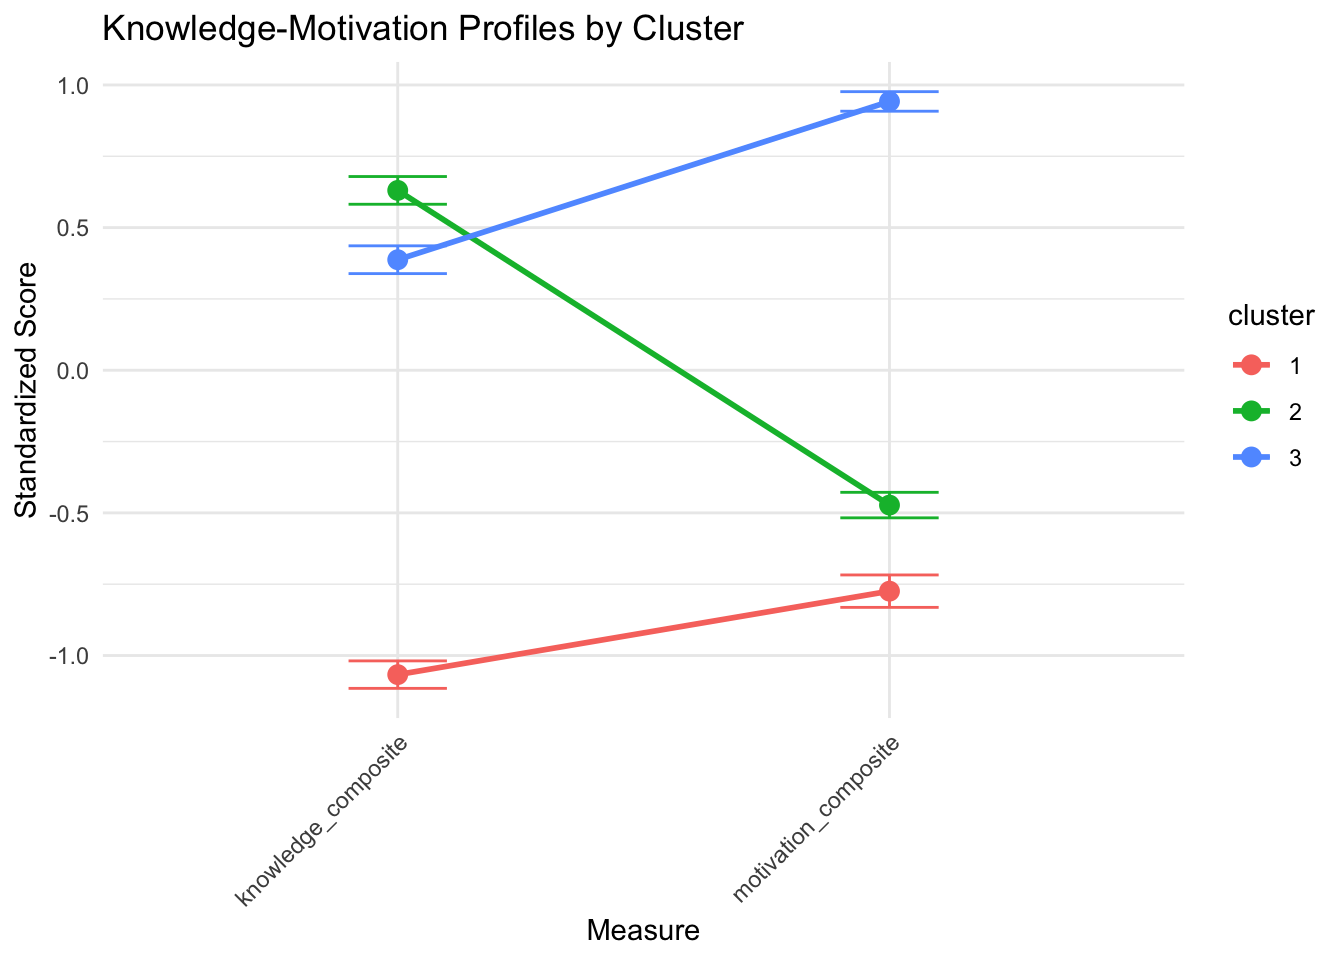 Knowledge-Motivation Profiles by Cluster
Standardized Score
1.0
0.5
0.0
-0.5
-1.0
knowledge_composite
motivation_composite
Measure
cluster
1
2
3